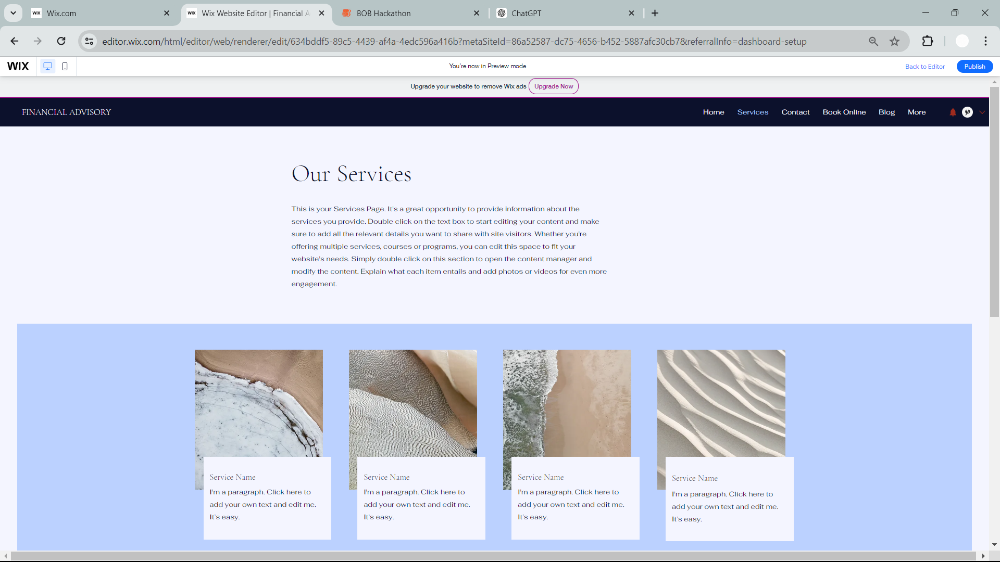 WIX Wix.com
WIX Wix Website Editor | Financial A
BOB Hackathon
ChatGPT
editor.wix.com/html/editor/web/renderer/edit/634bddf5-89c5-4439-af4a-4edc596a416b?metaSiteId=86a52587-dc75-4656-b452-5887afc30cb7&referralInfo=dashboard-setup
WIX
You're now in Preview mode
Back to Editor
Publish
Upgrade your website to remove Wix ads
Upgrade Now
FINANCIAL ADVISORY
Home
Services
Contact
Book Online
Blog
More
Our Services
This is your Services Page. It's a great opportunity to provide information about the
services you provide. Double click on the text box to start editing your content and make
sure to add all the relevant details you want to share with site visitors. Whether you're
offering multiple services, courses or programs, you can edit this space to fit your
website's needs. Simply double click on this section to open the content manager and
modify the content. Explain what each item entails and add photos or videos for even more
engagement.
Service Name
I'm a paragraph. Click here to
add your own text and edit me.
It's easy.
Service Name
I'm a paragraph. Click here to
add your own text and edit me.
It's easy.
Service Name
I'm a paragraph. Click here to
add your own text and edit me.
It's easy.
Service Name
I'm a paragraph. Click here to
add your own text and edit me.
It's easy.